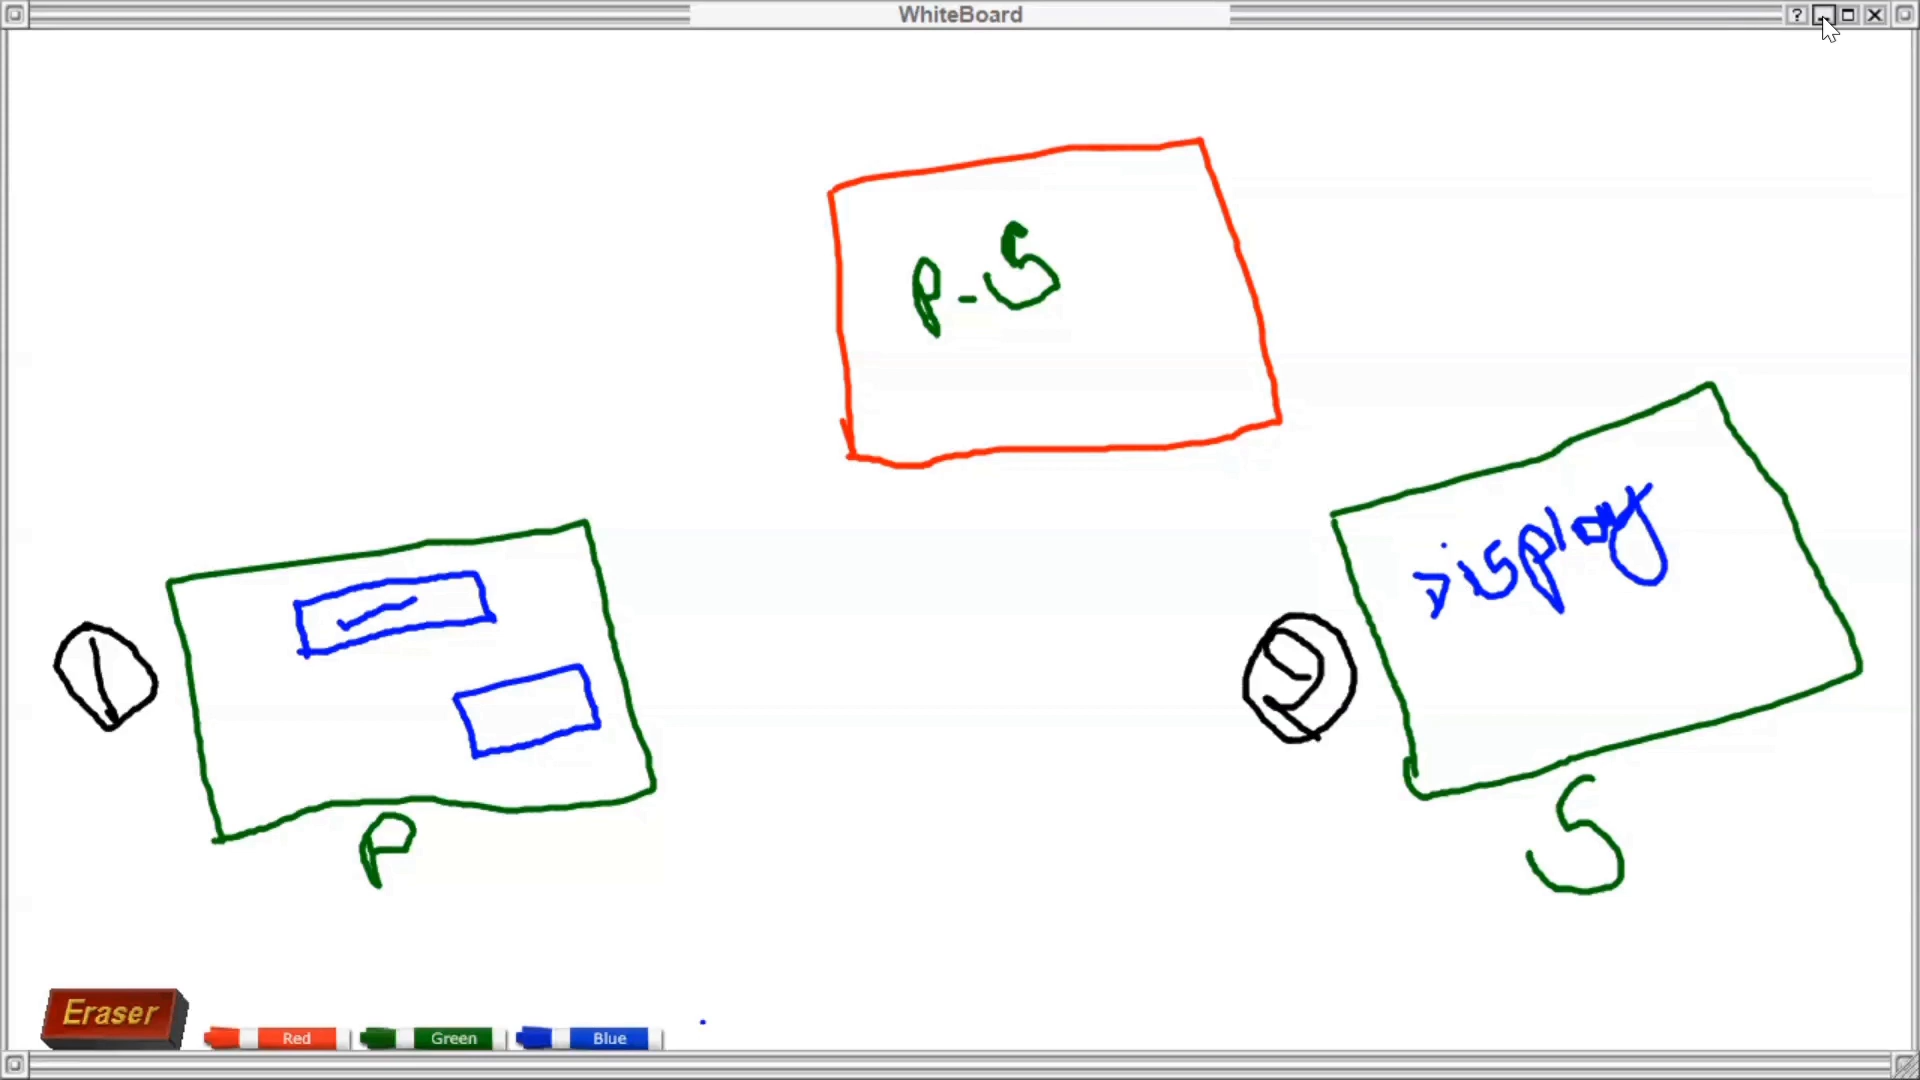 WhiteBoard
P-S
Display
1
2
P
S
Eraser
Red Green Blue